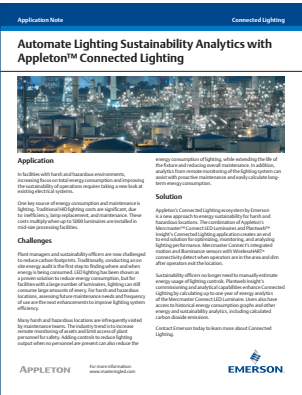 Application Note
Connected Lighting
Automate Lighting Sustainability Analytics with
Appleton™ Connected Lighting
Application
In facilities with harsh and hazardous environments,
increasing focus on total energy consumption and improving
the sustainability of operations requires taking a new look at
existing electrical systems.
One key source of energy consumption and maintenance is
lighting. Traditional HID lighting costs are significant, due
to inefficiency, lamp replacement, and maintenance. These
costs multiply when up to 5000 luminaires are installed in
mid-size processing facilities.
Challenges
Plant managers and sustainability officers are now challenged
to reduce carbon footprints. Traditionally, conducting an on
site energy audit is the first step to finding where and when
energy is being consumed. LED lighting has been shown as
a proven solution to reduce energy consumption, but for
facilities with a large number of luminaires, lighting can still
consume large amounts of energy. For harsh and hazardous
locations, assessing future maintenance needs and frequency
of use are the next enhancements to improve lighting system
efficiency.
Many harsh and hazardous locations are infrequently visited
by maintenance teams. The industry trend is to increase
remote monitoring of assets and limit access of plant
personnel for safety. Adding controls to reduce lighting
output when no personnel are present can also reduce the
energy consumption of lighting, while extending the life of
the fixture and reducing overall maintenance. In addition,
analytics from remote monitoring of the lighting system can
assist with proactive maintenance and easily calculate long-
term energy consumption.
Solution
Appleton's Connected Lighting ecosystem by Emerson
is a new approach to energy sustainability for harsh and
hazardous locations. The combination of Appleton's
Mercmaster™ Connect LED Luminaires and Plantweb™
Insight's Connected Lighting application creates an end
to end solution for optimizing, monitoring, and analyzing
lighting performance. Mercmaster Connect's integrated
motion and illuminance sensors with WirelessHART®
connectivity detect when operators are in the area and dim
after operators exit the location.
Sustainability officers no longer need to manually estimate
energy usage of lighting controls. Plantweb Insight's
commissioning and analytical capabilities enhance Connected
Lighting by calculating up to one year of energy analytics
of the Mercmaster Connect LED Luminaire. Users also have
access to historical energy consumption graphs and other
energy and sustainability analytics, including calculated
carbon dioxide emissions.
Contact Emerson today to learn more about Connected
Lighting.
APPLETON
For more information:
www.masteringled.com
EMERSON